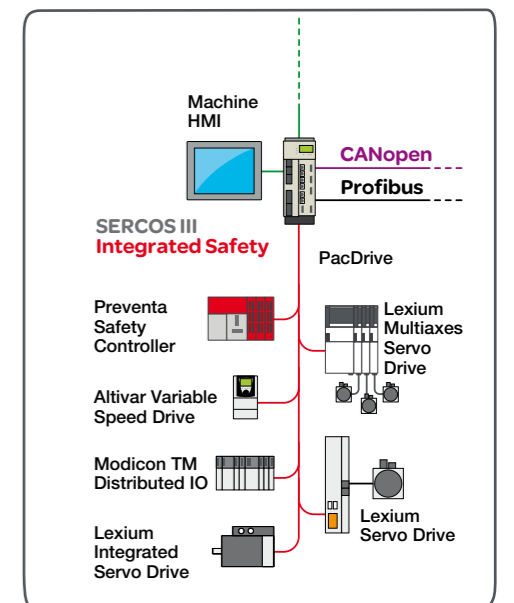 Machine
HMI
CANopen
Profibus
SERCOS III
Integrated Safety
PacDrive
Preventa
Safety
Controller
Lexium
Multiaxes
Servo
Drive
Altivar Variable
Speed Drive
Modicon TM
Distributed IO
Lexium
Servo Drive
Lexium
Integrated
Servo Drive